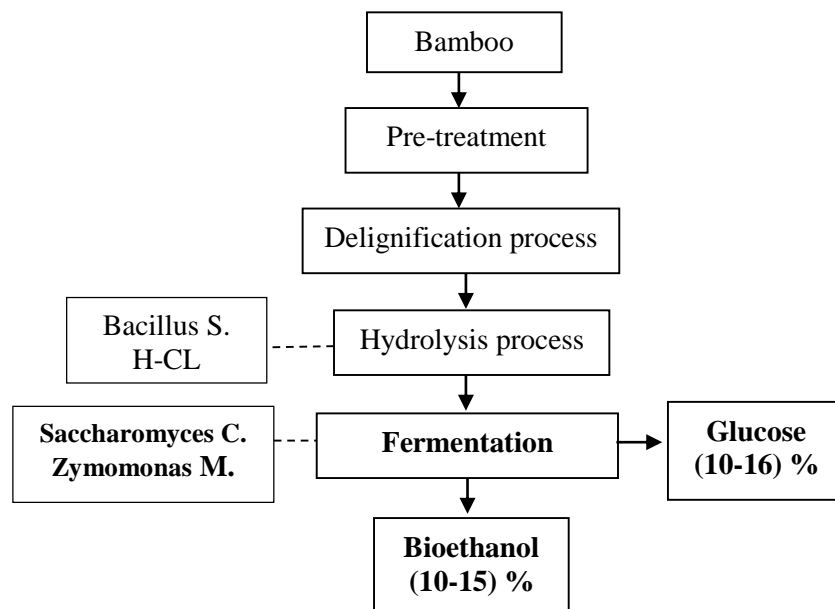 Bamboo
Pre-treatment
Delignification process
Bacillus S.
H-CL
Hydrolysis process
Saccharomyces C.
Zymomonas M.
Fermentation
Glucose
(10-16) %
Bioethanol
(10-15) %